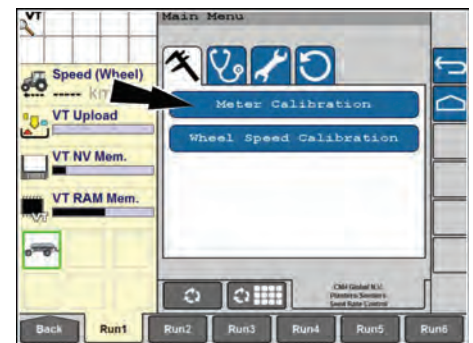 VT
Main Menu
Speed (Wheel)
----- km
VT Upload
Meter Calibration
Wheel Speed Calibration
VT NV Mem.
VT RAM Mem.
VT
CNH Global N.V.
Planters/Seeders
Seed Rate Control
Back
Run1
Run2
Run3
Run4
Run5
Run6